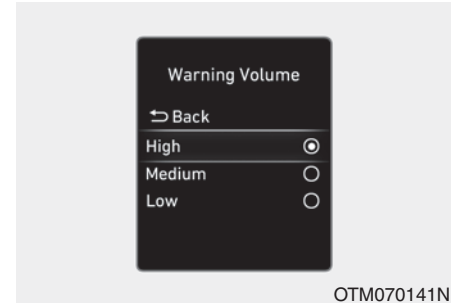 Warning Volume
Back
High
Medium
Low
OTM070141N